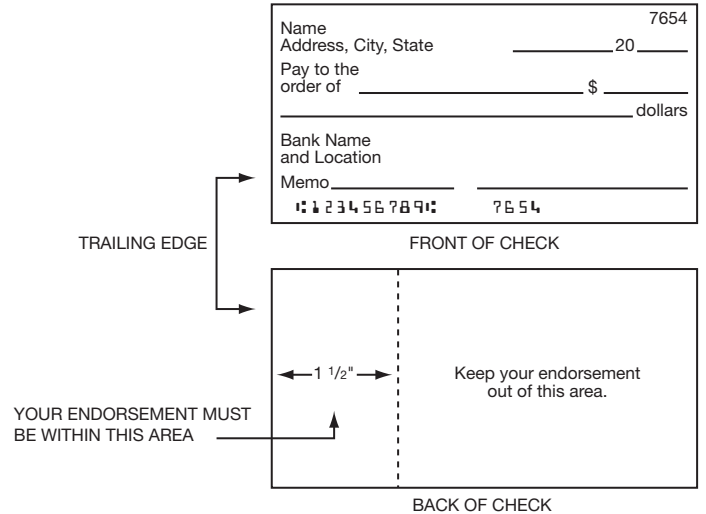 7654
Name
Address, City, State
20
Pay to the
order of $
dollars
Bank Name
and Location
Memo
⑆123456789⑆ 7654
TRAILING EDGE
FRONT OF CHECK
1 1/2"
Keep your endorsement
out of this area.
YOUR ENDORSEMENT MUST
BE WITHIN THIS AREA
BACK OF CHECK